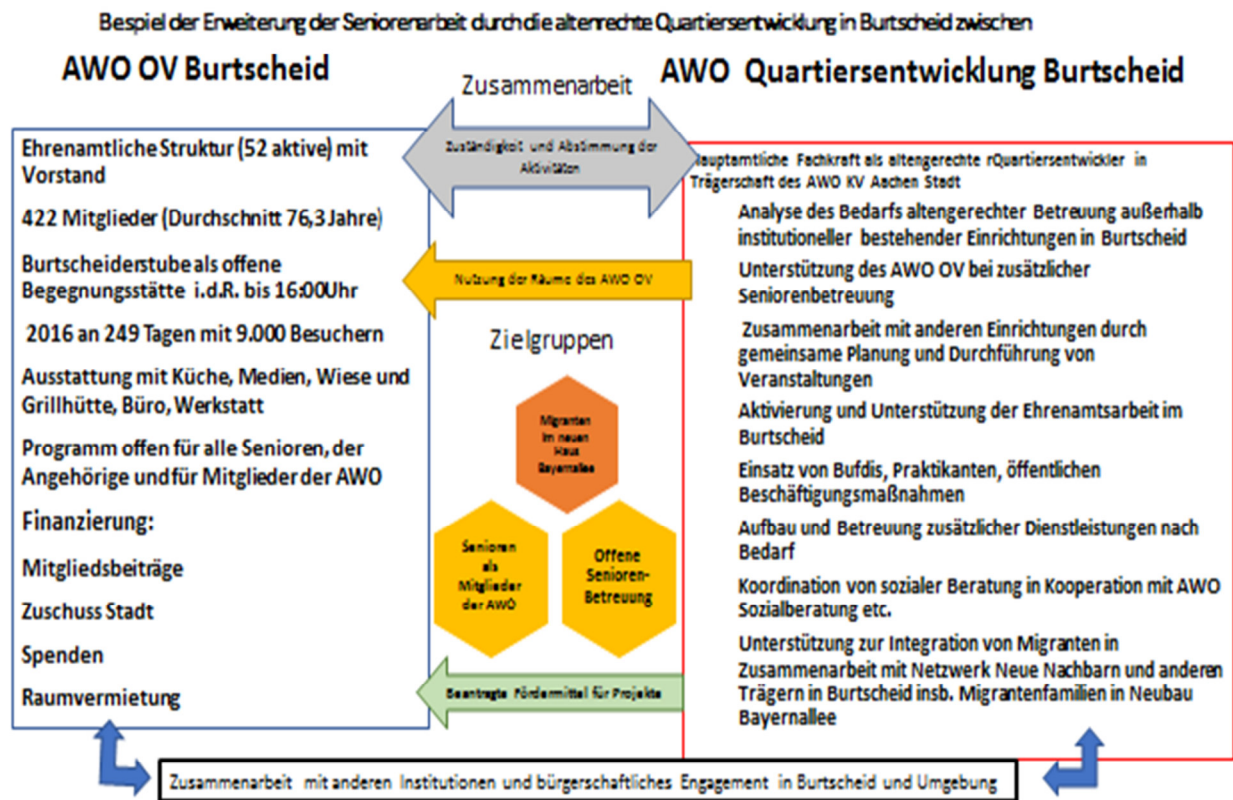 Beispiel der Erweiterung der Seniorenarbeit durch die altenrechte Quartiersentwicklung in Burtscheid zwischen
AWO OV Burtscheid
Ehrenamtliche Struktur (52 aktive) mit
Vorstand
422 Mitglieder (Durchschnitt 76,3 Jahre)
Burtscheiderstube als offene
Begegnungsstätte i.d.R. bis 16:00Uhr
2016 an 249 Tagen mit 9.000 Besuchern
Ausstattung mit Küche, Medien, Wiese und
Grillhütte, Büro, Werkstatt
Programm offen für alle Senioren, der
Angehörige und für Mitglieder der AWO
Finanzierung:
Mitgliedsbeiträge
Zuschuss Stadt
Spenden
Raumvermietung
Zusammenarbeit
Zuständigkeit und Abstimmung der
Aktivitäten
Nutzung der Räume des AWO OV
Zielgruppen
Migranten
im neuen
Haus
Bayernallee
Senioren
als
Mitglieder
der AWO
Offene
Senioren-
Betreuung
Beantragte Fördermittel für Projekte
AWO Quartiersentwicklung Burtscheid
Hauptamtliche Fachkraft als altengerechte rQuartiersentwickler in
Trägerschaft des AWO KV Aachen Stadt
Analyse des Bedarfs altengerechter Betreuung außerhalb
institutioneller bestehender Einrichtungen in Burtscheid
Unterstützung des AWO OV bei zusätzlicher
Seniorenbetreuung
Zusammenarbeit mit anderen Einrichtungen durch
gemeinsame Planung und Durchführung von
Veranstaltungen
Aktivierung und Unterstützung der Ehrenamtsarbeit im
Burtscheid
Einsatz von Bufdis, Praktikanten, öffentlichen
Beschäftigungsmaßnahmen
Aufbau und Betreuung zusätzlicher Dienstleistungen nach
Bedarf
Koordination von sozialer Beratung in Kooperation mit AWO
Sozialberatung etc.
Unterstützung zur Integration von Migranten in
Zusammenarbeit mit Netzwerk Neue Nachbarn und anderen
Trägern in Burtscheid insb. Migrantenfamilien in Neubau
Bayernallee
Zusammenarbeit mit anderen Institutionen und bürgerschaftliches Engagement in Burtscheid und Umgebung